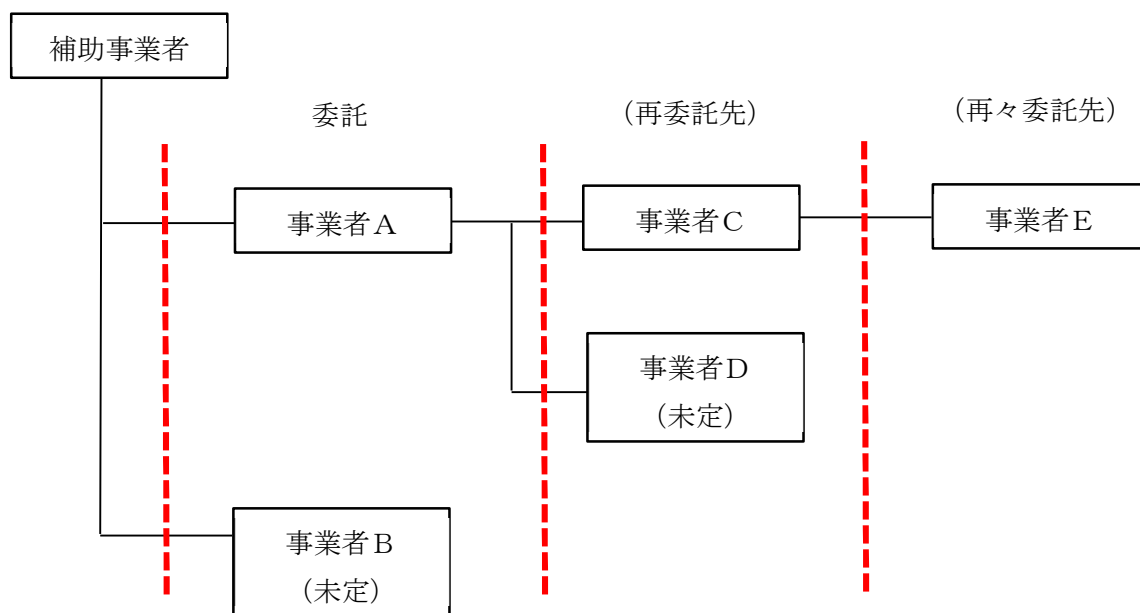 補助事業者
委託
（再委託先）
（再々委託先）
事業者Ａ
事業者Ｃ
事業者Ｅ
事業者Ｄ
（未定）
事業者Ｂ
（未定）